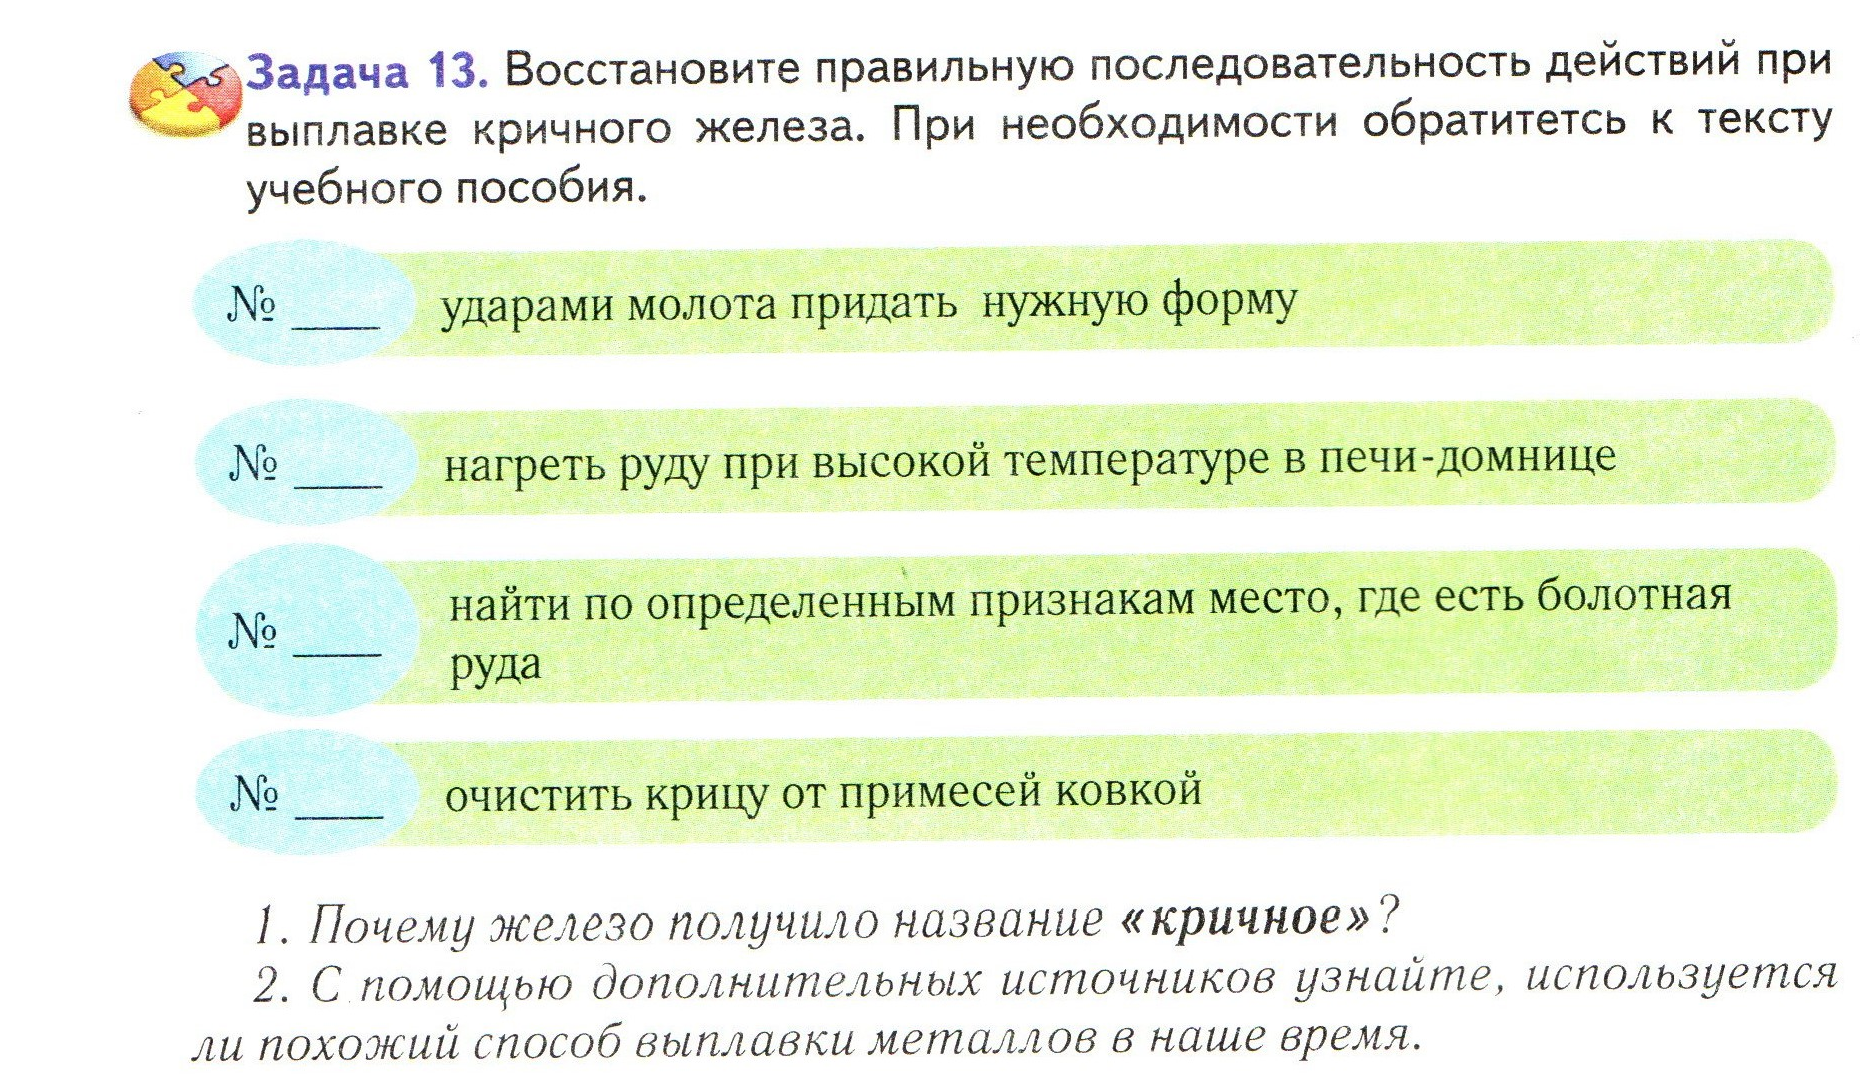 Задача 13. Восстановите правильную последовательность действий при
выплавке кричного железа. При необходимости обратитетсь к тексту
учебного пособия.
№ ____ ударами молота придать нужную форму
№ ____ нагреть руду при высокой температуре в печи-домнице
№ ____ найти по определенным признакам место, где есть болотная
руда
№ ____ очистить крицу от примесей ковкой
1. Почему железо получило название «кричное»?
2. С помощью дополнительных источников узнайте, используется
ли похожий способ выплавки металлов в наше время.